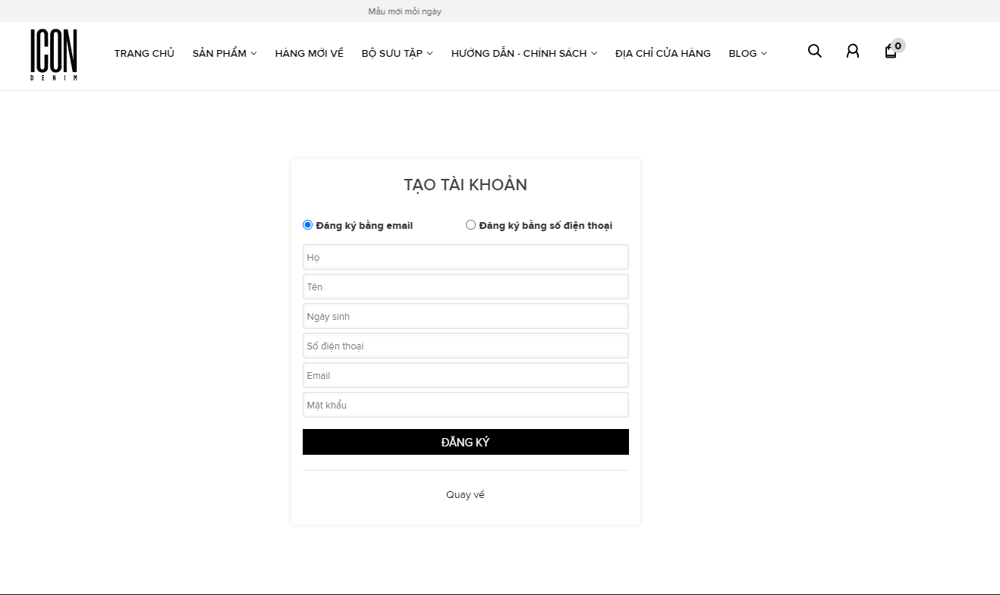 Mẫu mới mỗi ngày
ICON
DENIM
TRANG CHỦ SẢN PHẨM HÀNG MỚI VỀ BỘ SƯU TẬP HƯỚNG DẪN - CHÍNH SÁCH ĐỊA CHỈ CỬA HÀNG BLOG 0
TẠO TÀI KHOẢN
Đăng ký bằng email Đăng ký bằng số điện thoại
Họ
Tên
Ngày sinh
Số điện thoại
Email
Mật khẩu
ĐĂNG KÝ
Quay về